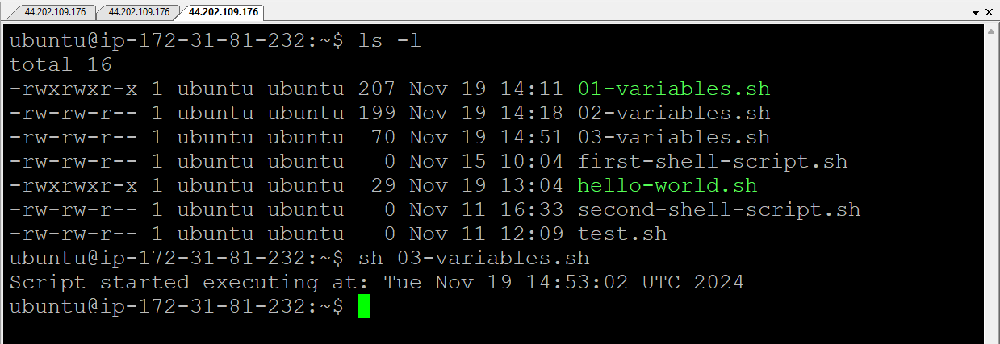 44.202.109.176 44.202.109.176 44.202.109.176
ubuntu@ip-172-31-81-232:~$ ls -l
total 16
-rwxrwxr-x 1 ubuntu ubuntu 207 Nov 19 14:11 01-variables.sh
-rw-rw-r-- 1 ubuntu ubuntu 199 Nov 19 14:18 02-variables.sh
-rw-rw-r-- 1 ubuntu ubuntu  70 Nov 19 14:51 03-variables.sh
-rw-rw-r-- 1 ubuntu ubuntu   0 Nov 15 10:04 first-shell-script.sh
-rwxrwxr-x 1 ubuntu ubuntu  29 Nov 19 13:04 hello-world.sh
-rw-rw-r-- 1 ubuntu ubuntu   0 Nov 11 16:33 second-shell-script.sh
-rw-rw-r-- 1 ubuntu ubuntu   0 Nov 11 12:09 test.sh
ubuntu@ip-172-31-81-232:~$ sh 03-variables.sh
Script started executing at: Tue Nov 19 14:53:02 UTC 2024
ubuntu@ip-172-31-81-232:~$